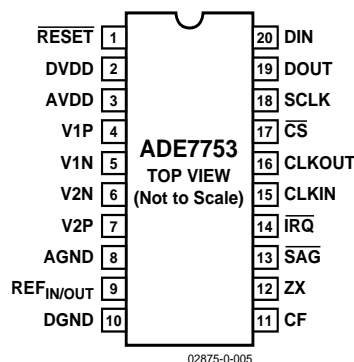 RESET 1 20 DIN
DVDD 2 19 DOUT
AVDD 3 18 SCLK
V1P 4 17 CS
V1N 5 16 CLKOUT
V2N 6 15 CLKIN
V2P 7 14 IRQ
AGND 8 13 SAG
REFIN/OUT 9 12 ZX
DGND 10 11 CF
ADE7753
TOP VIEW
(Not to Scale)
02875-0-005